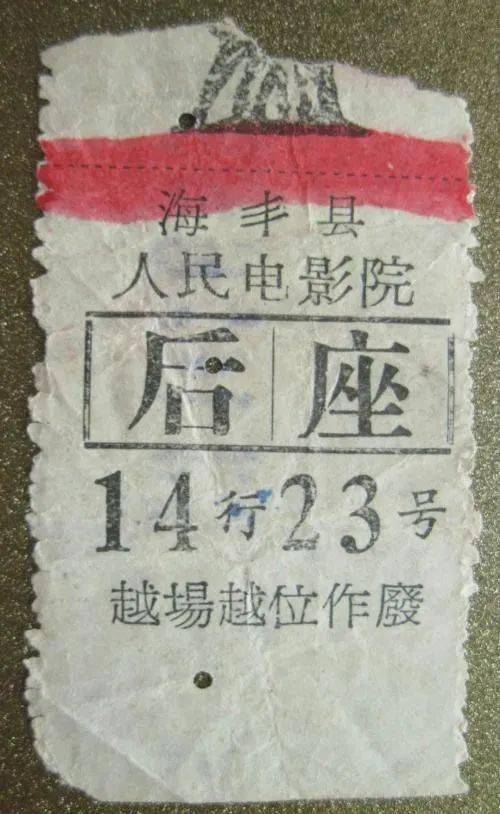 海丰县
人民电影院
后座
14行23号
越場越位作廢